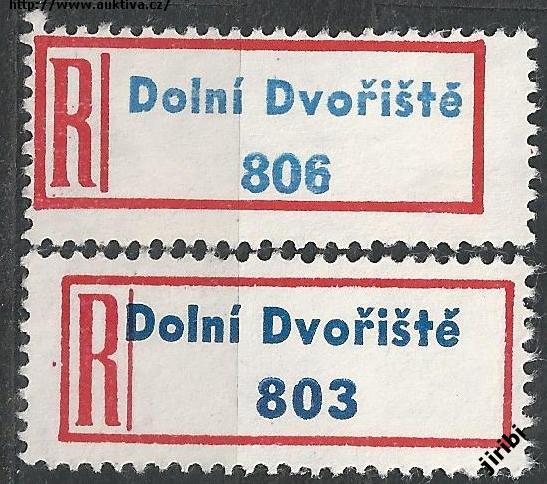 http://www.auktiva.cz/
R Dolní Dvořiště
806
R Dolní Dvořiště
803
jiribi